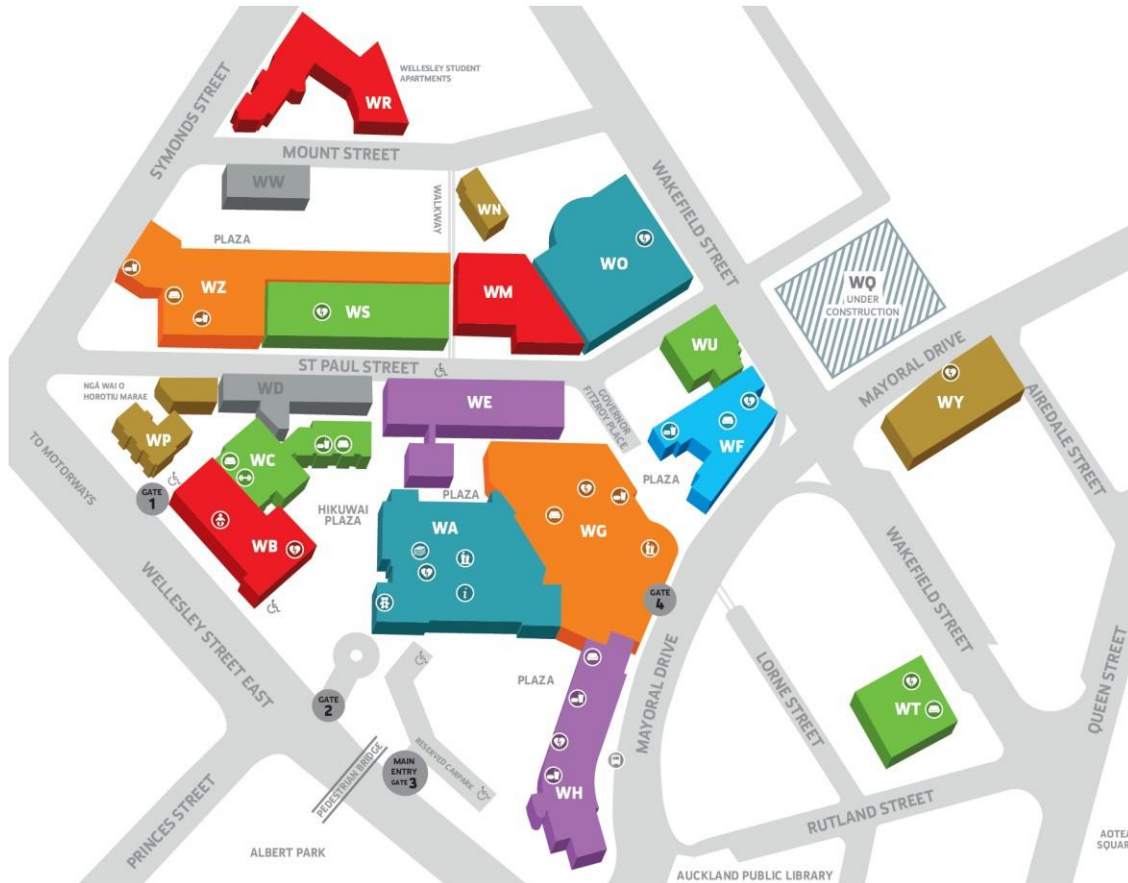 WELLESLEY STUDENT
APARTMENTS
WR
SYMONDS STREET
MOUNT STREET
WW
WALKWAY
WN
WAKEFIELD STREET
PLAZA
WO
WZ
WS
WM
WQ
UNDER
CONSTRUCTION
ST PAUL STREET
WU
MAYORAL DRIVE
NGĀ WAI O
HOROTIU MARAE
WD
WE
GOVERNOR
FITZROY PLACE
WY
AIREDALE STREET
WP
WC
WF
TO MOTORWAYS
PLAZA
PLAZA
GATE
1
HIKUWAI
PLAZA
WA
WG
WB
i
WAKEFIELD STREET
GATE
4
WELLESLEY STREET EAST
LORNE STREET
QUEEN STREET
PLAZA
MAYORAL DRIVE
GATE
2
WT
PEDESTRIAN BRIDGE
MAIN
ENTRY
GATE 3
RESERVED CARPARK
WH
RUTLAND STREET
PRINCES STREET
ALBERT PARK
AOTEA
SQUAR
AUCKLAND PUBLIC LIBRARY